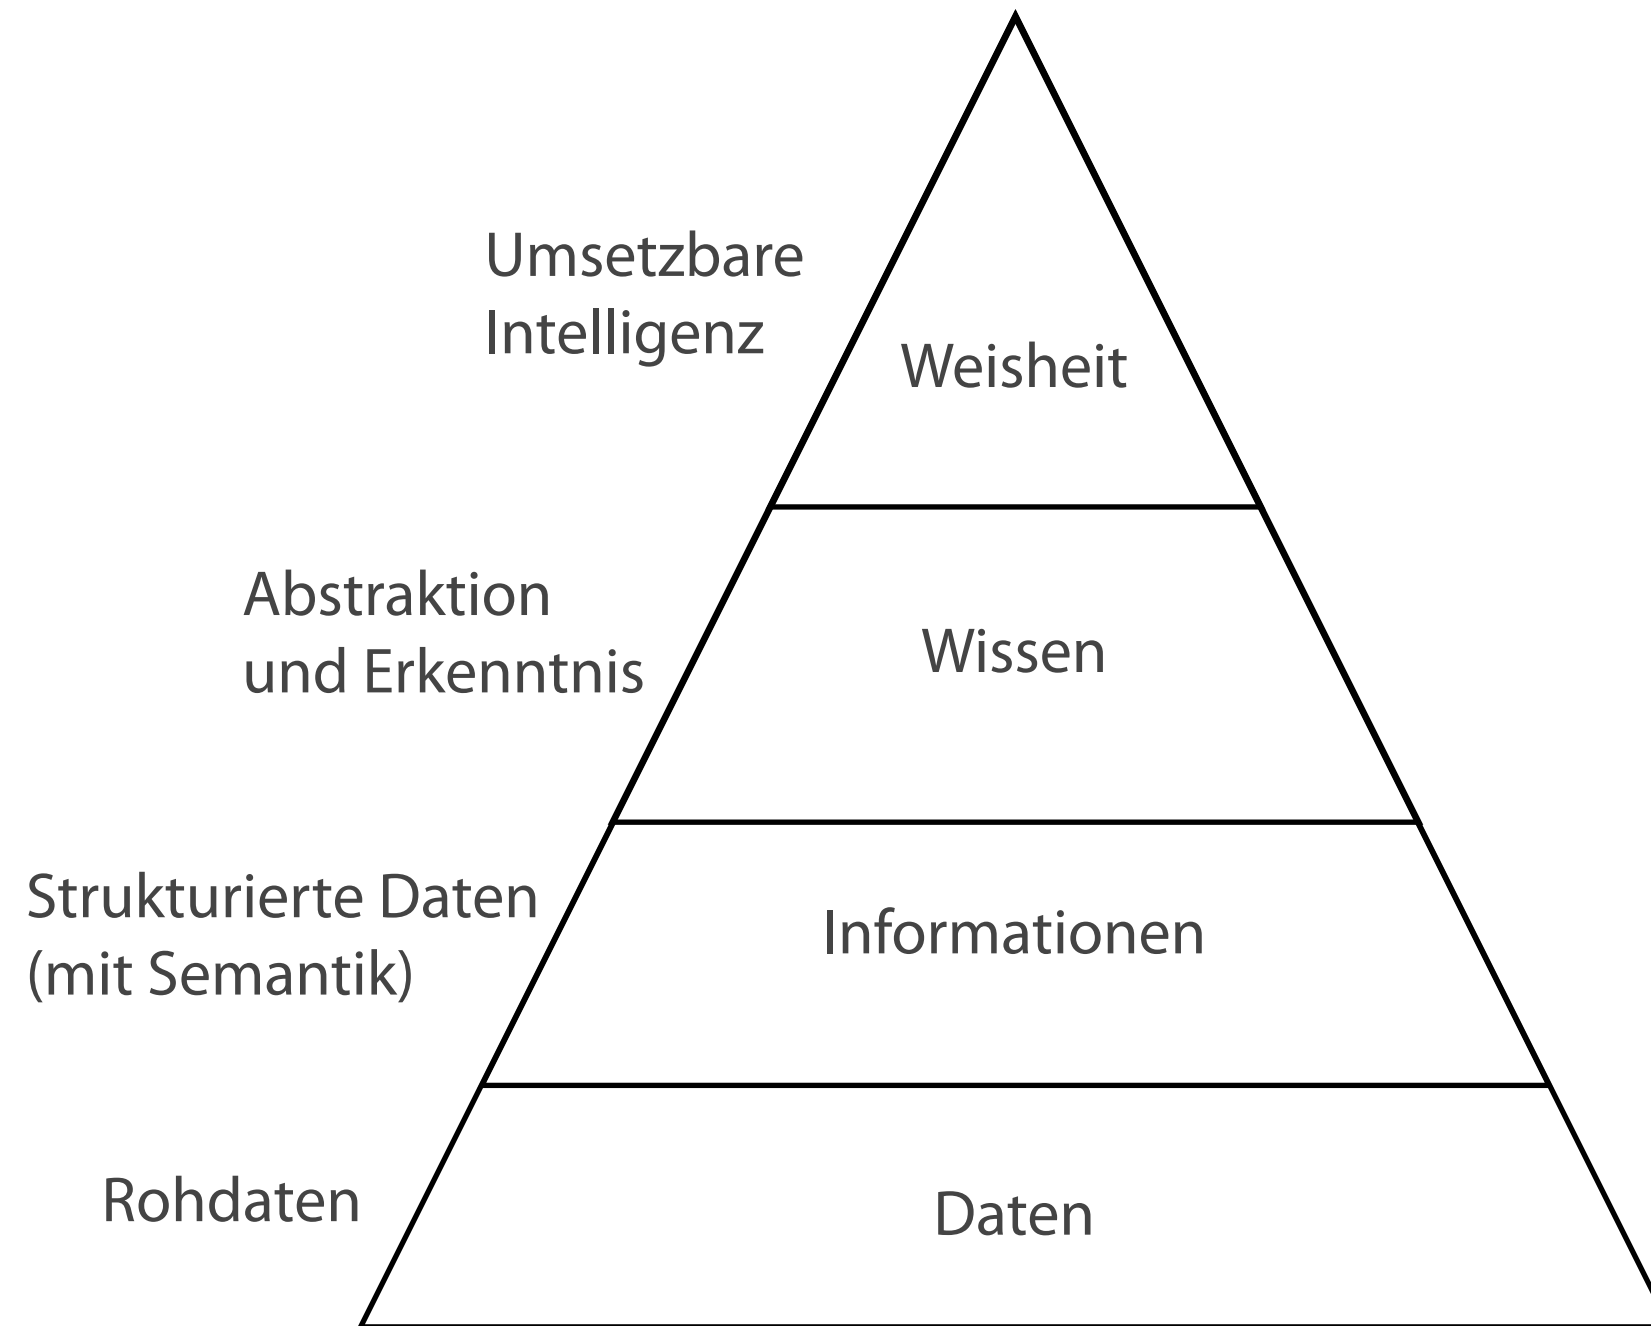 Umsetzbare
Intelligenz
Weisheit
Abstraktion
und Erkenntnis
Wissen
Strukturierte Daten
(mit Semantik)
Informationen
Rohdaten
Daten